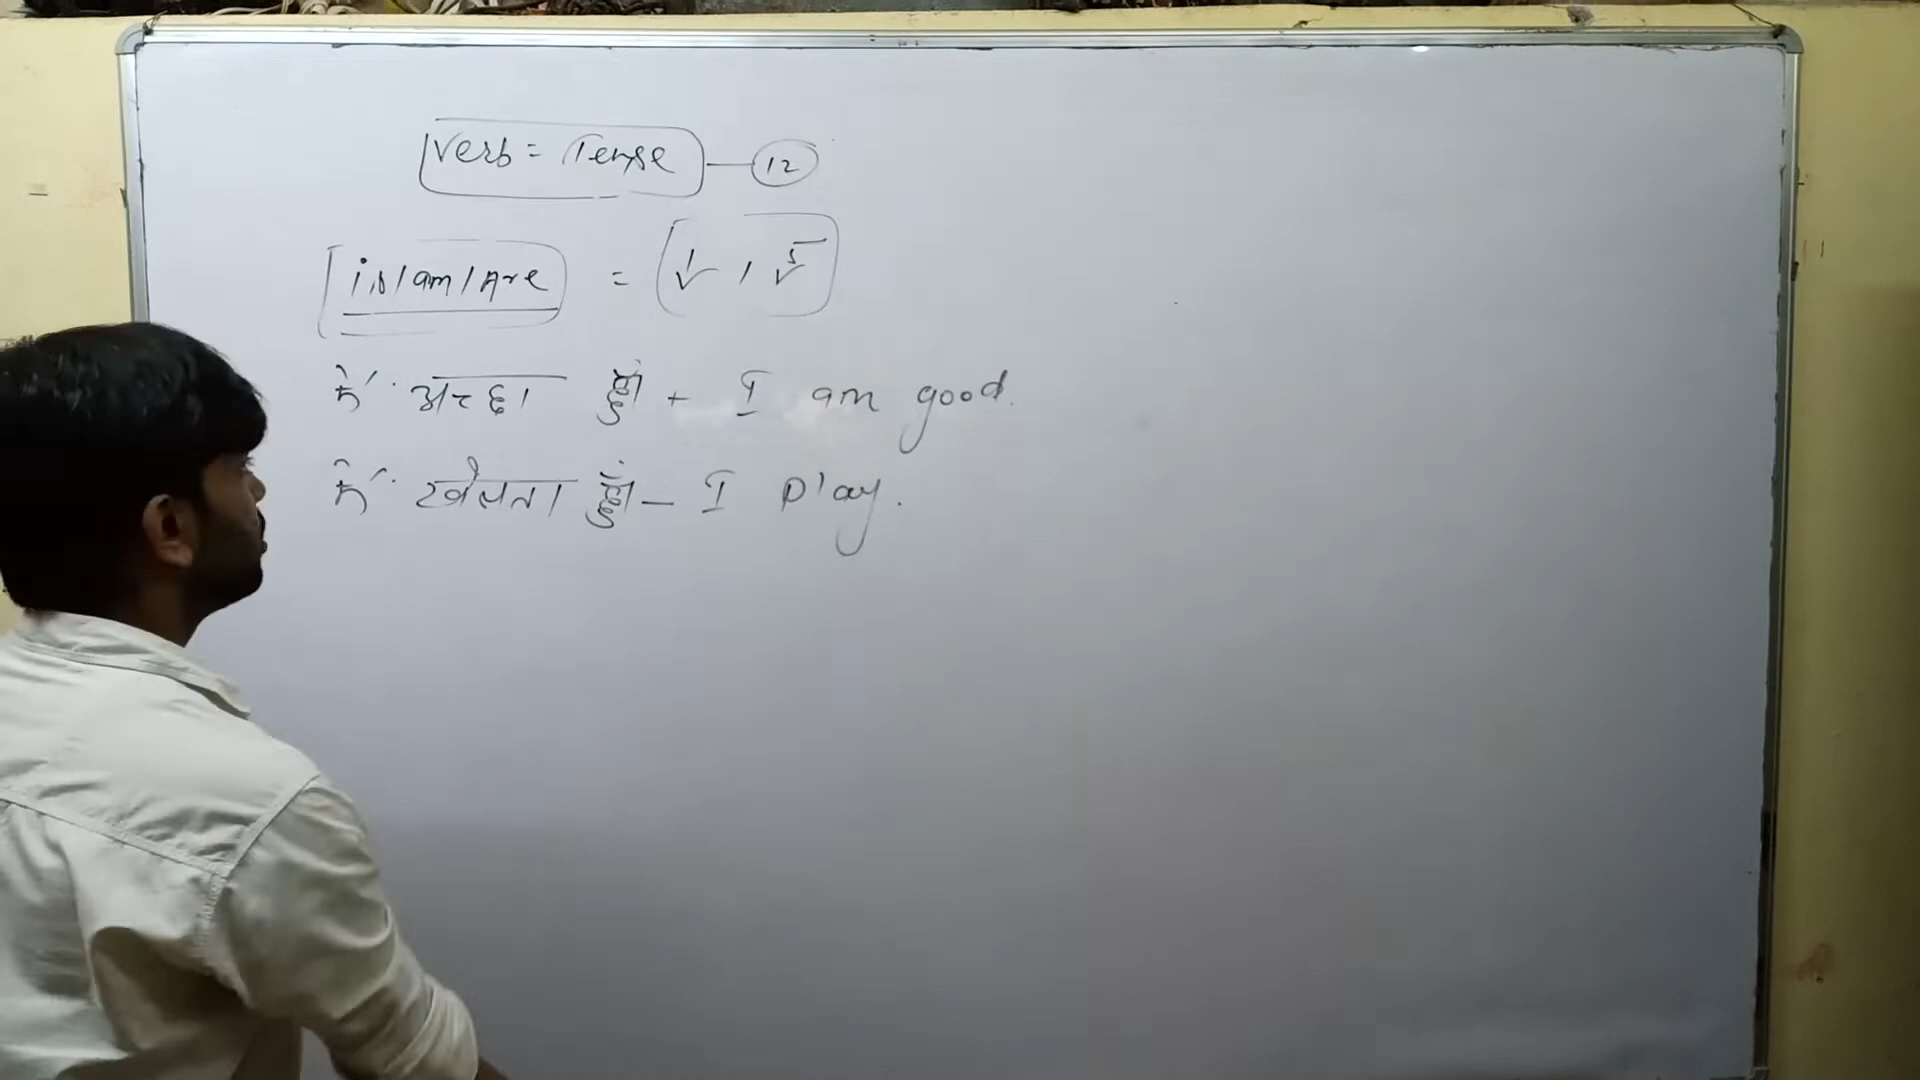 Verb = Tense — 12
is/am/Are = V¹ / V⁵
में अच्छा हूँ - I am good.
में खेलता हूँ - I Play.